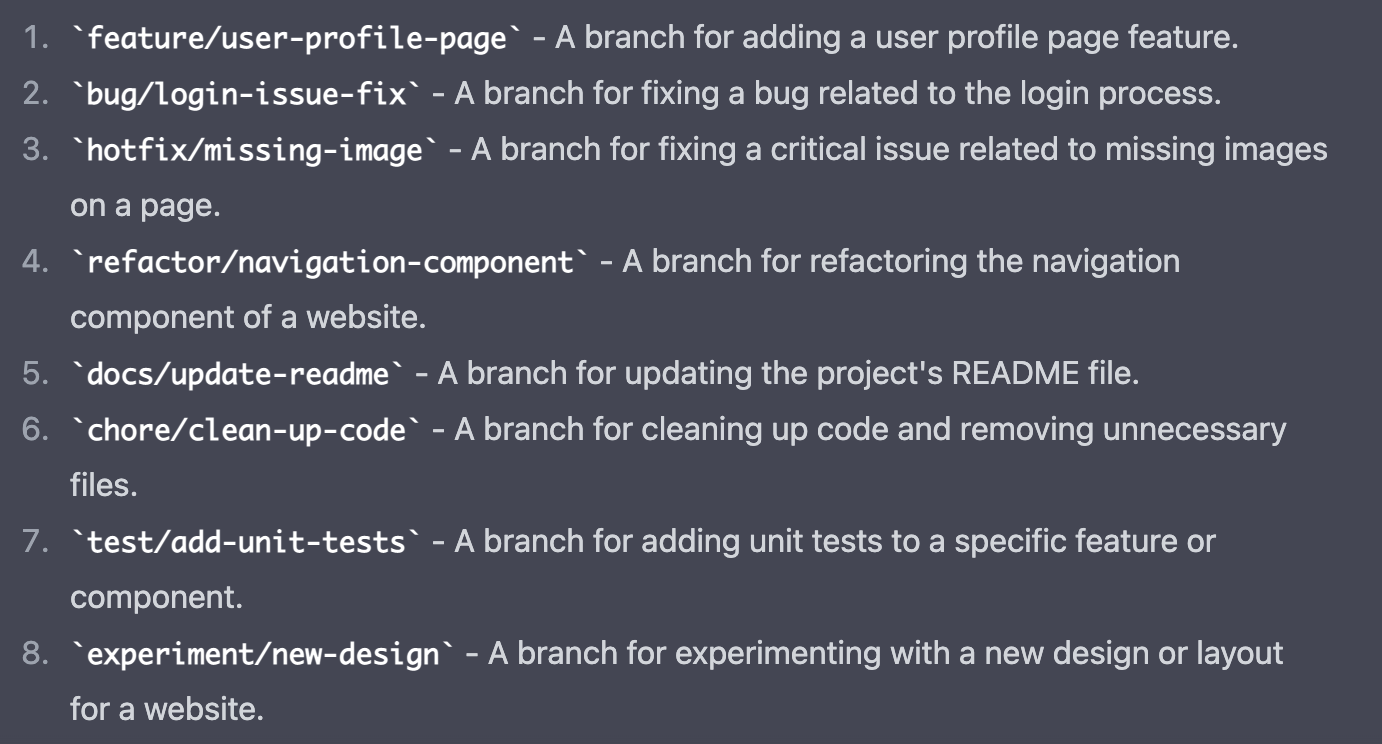 1. `feature/user-profile-page` - A branch for adding a user profile page feature.
2. `bug/login-issue-fix` - A branch for fixing a bug related to the login process.
3. `hotfix/missing-image` - A branch for fixing a critical issue related to missing images
on a page.
4. `refactor/navigation-component` - A branch for refactoring the navigation
component of a website.
5. `docs/update-readme` - A branch for updating the project's README file.
6. `chore/clean-up-code` - A branch for cleaning up code and removing unnecessary
files.
7. `test/add-unit-tests` - A branch for adding unit tests to a specific feature or
component.
8. `experiment/new-design` - A branch for experimenting with a new design or layout
for a website.